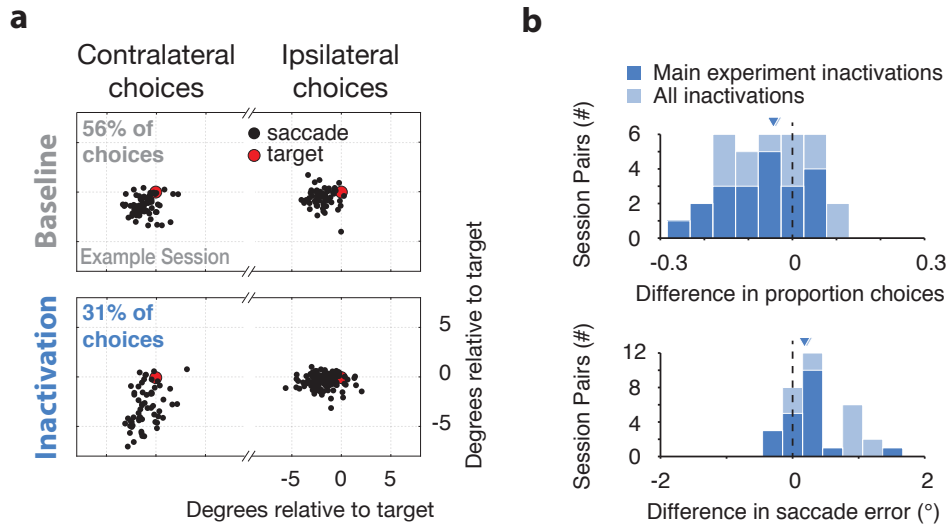 a
Contralateral
choices
Ipsilateral
choices
Baseline
56% of
choices
saccade
target
Example Session
Inactivation
31% of
choices
5
0
-5
Degrees relative to target
-5
0
5
Degrees relative to target
b
Main experiment inactivations
All inactivations
Session Pairs (#)
6
4
2
0
-0.3
0
0.3
Difference in proportion choices
Session Pairs (#)
12
8
4
0
-2
0
2
Difference in saccade error (°)